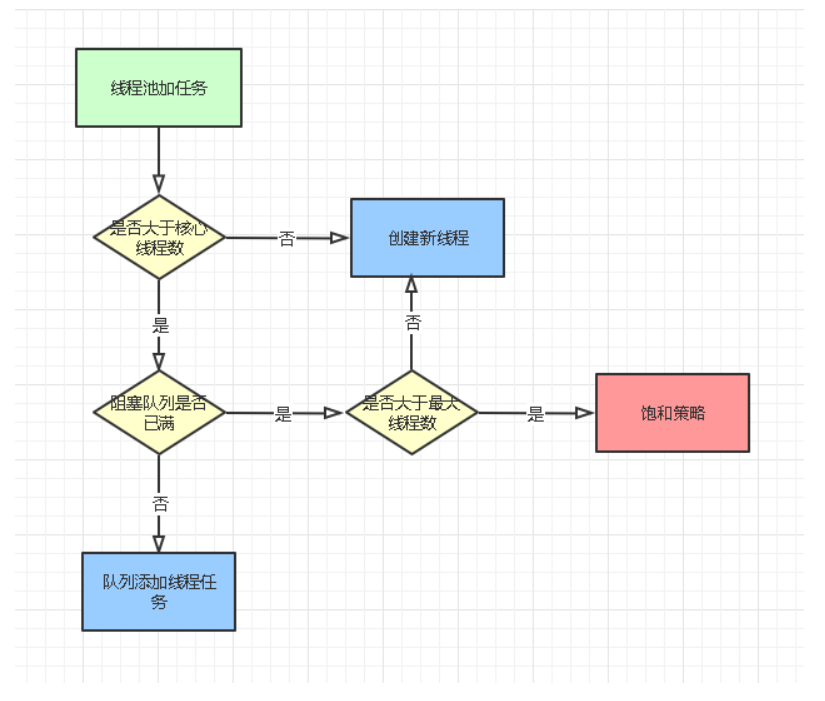 线程池加任务
是否大于核心
线程数
否
创建新线程
是
否
阻塞队列是否
已满
是
是否大于最大
线程数
是
饱和策略
否
队列添加线程任
务